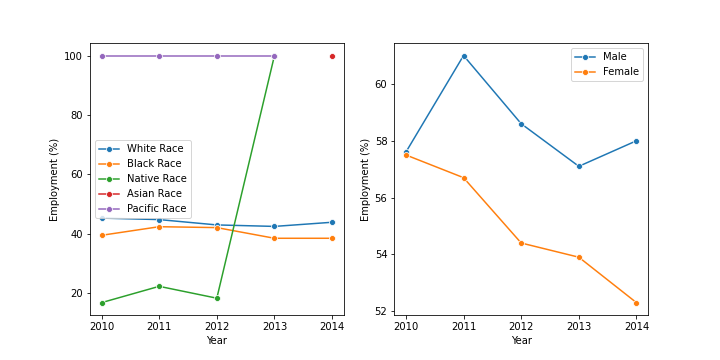 100
80
60
40
20
Employment (%)
White Race
Black Race
Native Race
Asian Race
Pacific Race
2010 2011 2012 2013 2014
Year
60
58
56
54
52
Employment (%)
Male
Female
2010 2011 2012 2013 2014
Year